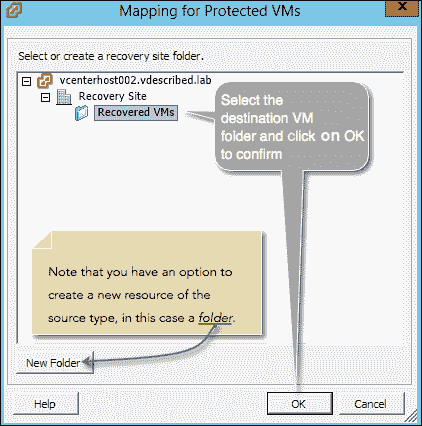 Mapping for Protected VMs
x
Select or create a recovery site folder.
vcenterhost002.vdescribed.lab
Recovery Site
Recovered VMs
Select the
destination VM
folder and click on OK
to confirm
Note that you have an option to
create a new resource of the
source type, in this case a folder.
New Folder
Help
OK
Cancel